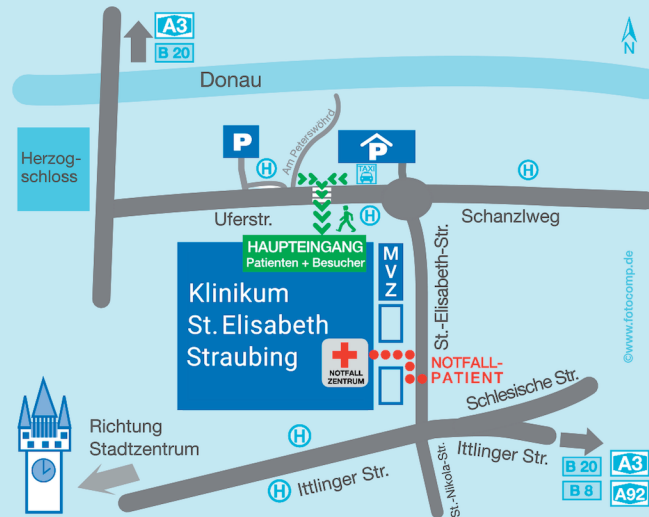 A3
B 20
N
Donau
P
P
Am Peterswöhrd
Herzog-
schloss
H
TAXI
H
H
Uferstr.
Schanzlweg
HAUPTEINGANG
Patienten + Besucher
MVZ
St.-Elisabeth-Str.
©www.fotocomp.de
Klinikum
St. Elisabeth
Straubing
NOTFALL
ZENTRUM
NOTFALL-
PATIENT
Schlesische Str.
Richtung
Stadtzentrum
H
H
Ittlinger Str.
St.-Nikola-Str.
Ittlinger Str.
B 20
A3
B 8
A92